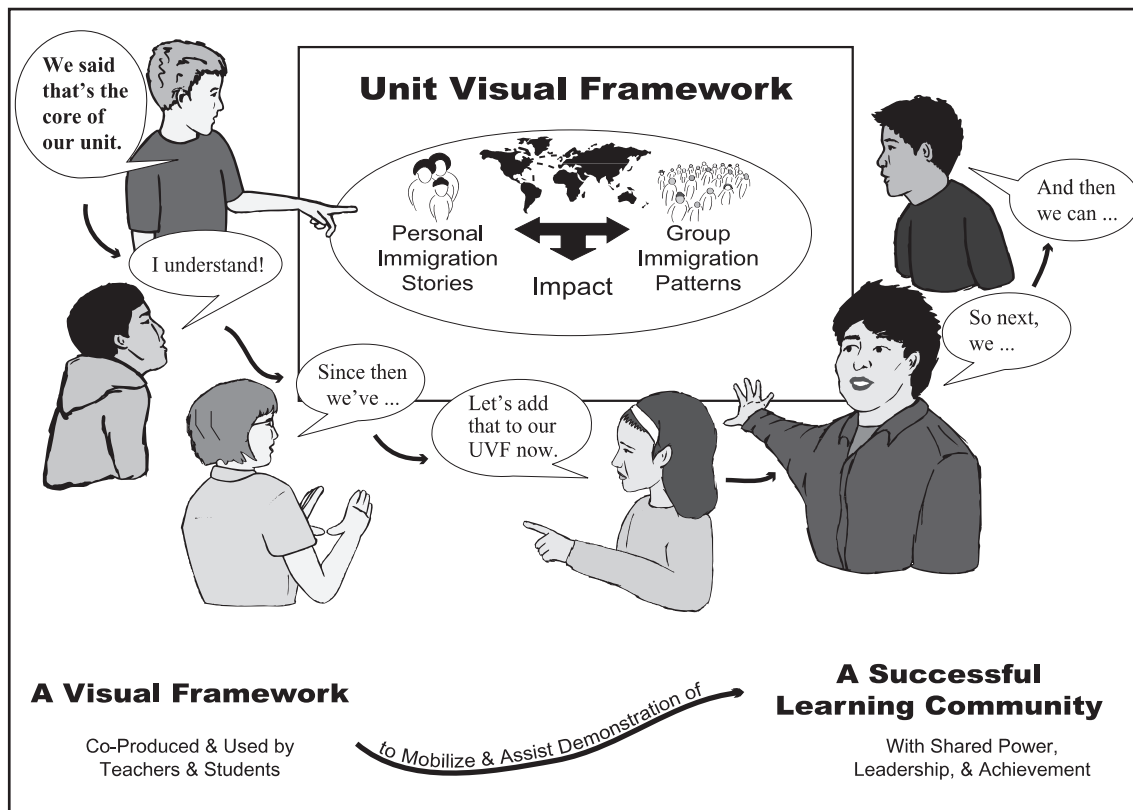 We said
that's the
core of
our unit.
Unit Visual Framework
Personal
Immigration
Stories
Impact
Group
Immigration
Patterns
I understand!
Since then
we've ...
Let's add
that to our
UVF now.
So next,
we ...
And then
we can ...
A Visual Framework
Co-Produced & Used by
Teachers & Students
to Mobilize & Assist Demonstration of
A Successful
Learning Community
With Shared Power,
Leadership, & Achievement